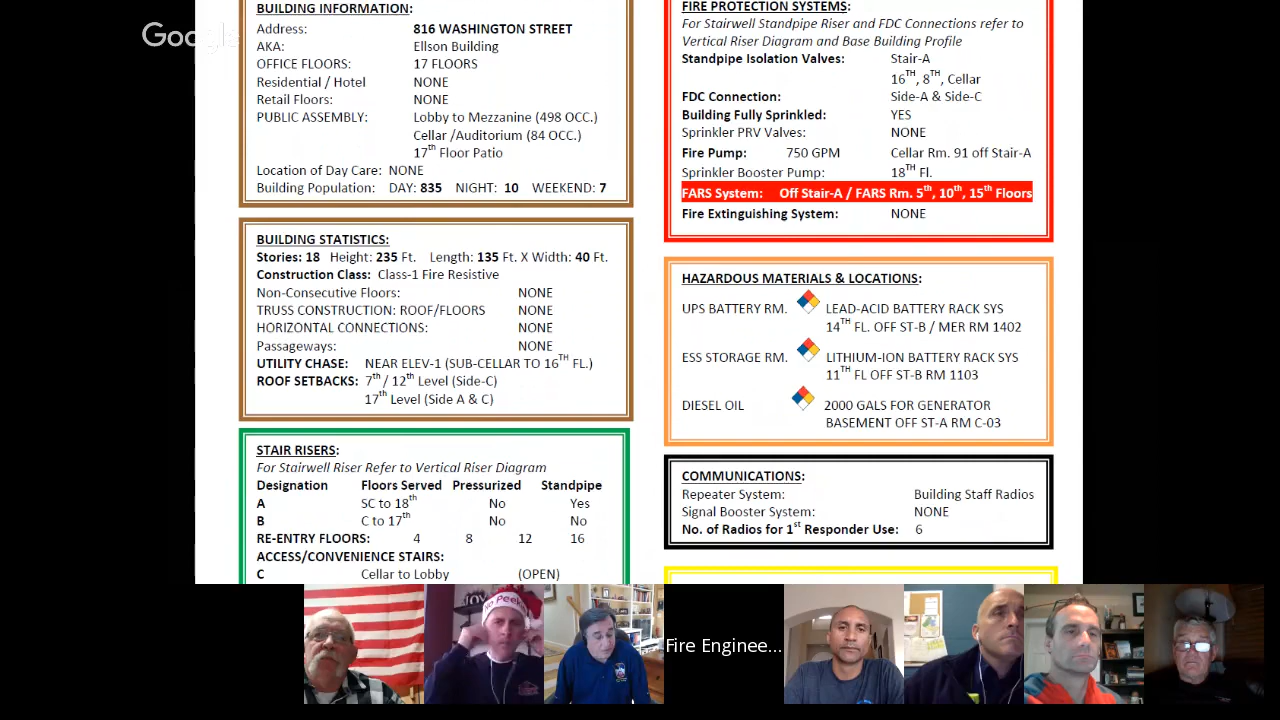 Google
BUILDING INFORMATION:
Address: 816 WASHINGTON STREET
AKA: Ellson Building
OFFICE FLOORS: 17 FLOORS
Residential / Hotel NONE
Retail Floors: NONE
PUBLIC ASSEMBLY: Lobby to Mezzanine (498 OCC.)
Cellar /Auditorium (84 OCC.)
17th Floor Patio
Location of Day Care: NONE
Building Population: DAY: 835 NIGHT: 10 WEEKEND: 7
BUILDING STATISTICS:
Stories: 18 Height: 235 Ft. Length: 135 Ft. X Width: 40 Ft.
Construction Class: Class-1 Fire Resistive
Non-Consecutive Floors: NONE
TRUSS CONSTRUCTION: ROOF/FLOORS NONE
HORIZONTAL CONNECTIONS: NONE
Passageways: NONE
UTILITY CHASE: NEAR ELEV-1 (SUB-CELLAR TO 16TH FL.)
ROOF SETBACKS: 7th / 12th Level (Side-C)
17th Level (Side A & C)
STAIR RISERS:
For Stairwell Riser Refer to Vertical Riser Diagram
Designation Floors Served Pressurized Standpipe
A SC to 18th No Yes
B C to 17th No No
RE-ENTRY FLOORS: 4 8 12 16
ACCESS/CONVENIENCE STAIRS:
C Cellar to Lobby (OPEN)
FIRE PROTECTION SYSTEMS:
For Stairwell Standpipe Riser and FDC Connections refer to
Vertical Riser Diagram and Base Building Profile
Standpipe Isolation Valves: Stair-A
16TH, 8TH, Cellar
FDC Connection: Side-A & Side-C
Building Fully Sprinkled: YES
Sprinkler PRV Valves: NONE
Fire Pump: 750 GPM Cellar Rm. 91 off Stair-A
Sprinkler Booster Pump: 18TH Fl.
FARS System: Off Stair-A / FARS Rm. 5th, 10th, 15th Floors
Fire Extinguishing System: NONE
HAZARDOUS MATERIALS & LOCATIONS:
UPS BATTERY RM. LEAD-ACID BATTERY RACK SYS
14TH FL. OFF ST-B / MER RM 1402
ESS STORAGE RM. LITHIUM-ION BATTERY RACK SYS
11TH FL OFF ST-B RM 1103
DIESEL OIL 2000 GALS FOR GENERATOR
BASEMENT OFF ST-A RM C-03
COMMUNICATIONS:
Repeater System: Building Staff Radios
Signal Booster System: NONE
No. of Radios for 1st Responder Use: 6
No Peek
JOY
Fire Enginee...